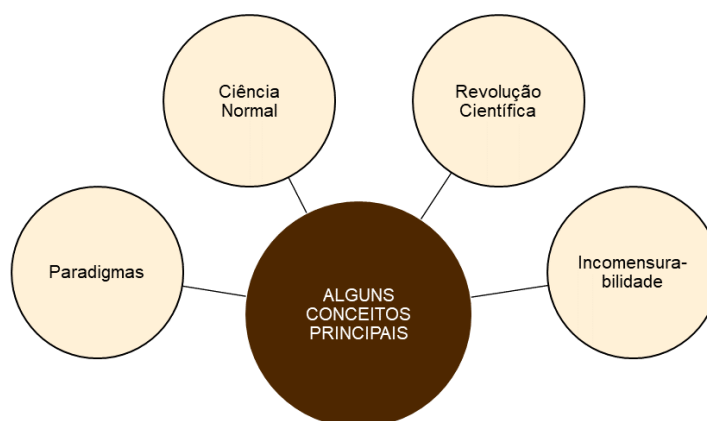 Ciência
Normal
Revolução
Científica
Paradigmas
Incomensura-
bilidade
ALGUNS
CONCEITOS
PRINCIPAIS